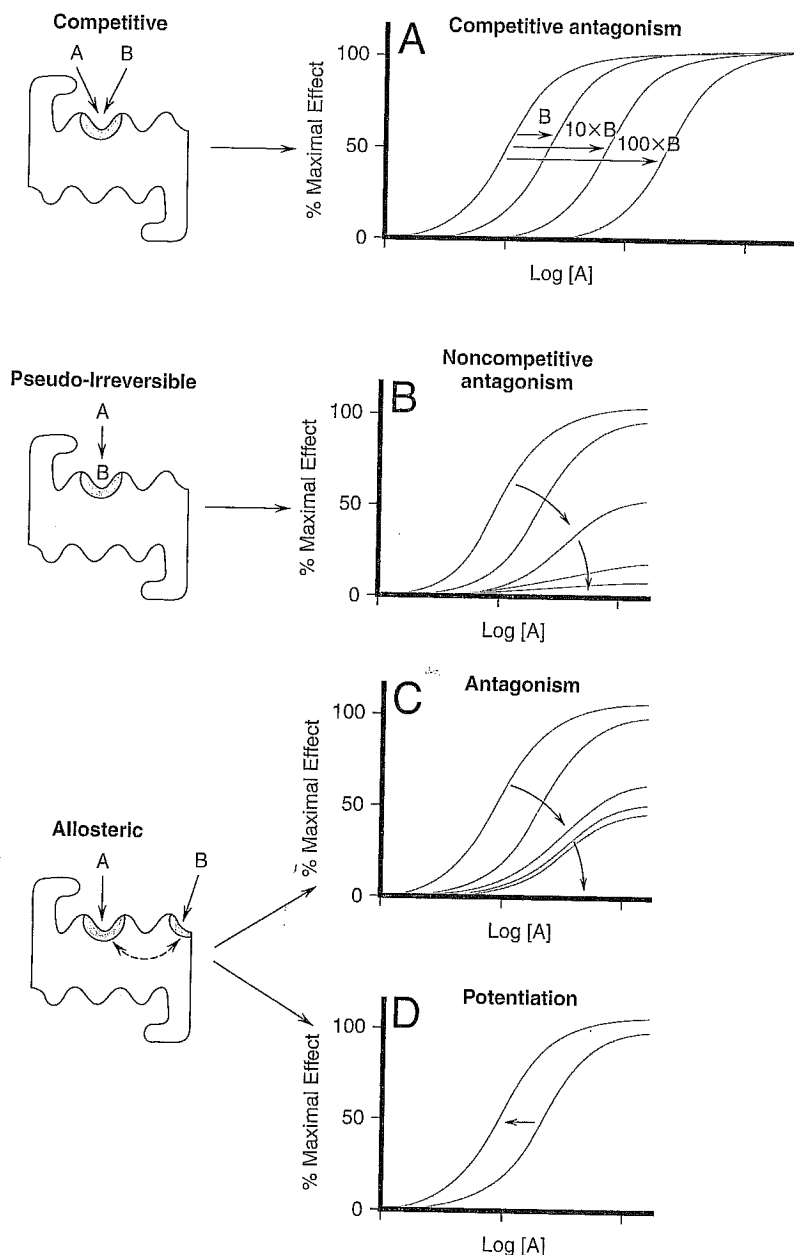 Competitive
A B
A
Competitive antagonism
% Maximal Effect
100
50
0
B
10×B
100×B
Log [A]
Pseudo-Irreversible
A
B
B
Noncompetitive
antagonism
% Maximal Effect
100
50
0
Log [A]
Allosteric
A
B
C
Antagonism
% Maximal Effect
100
50
0
Log [A]
D
Potentiation
% Maximal Effect
100
50
0
Log [A]